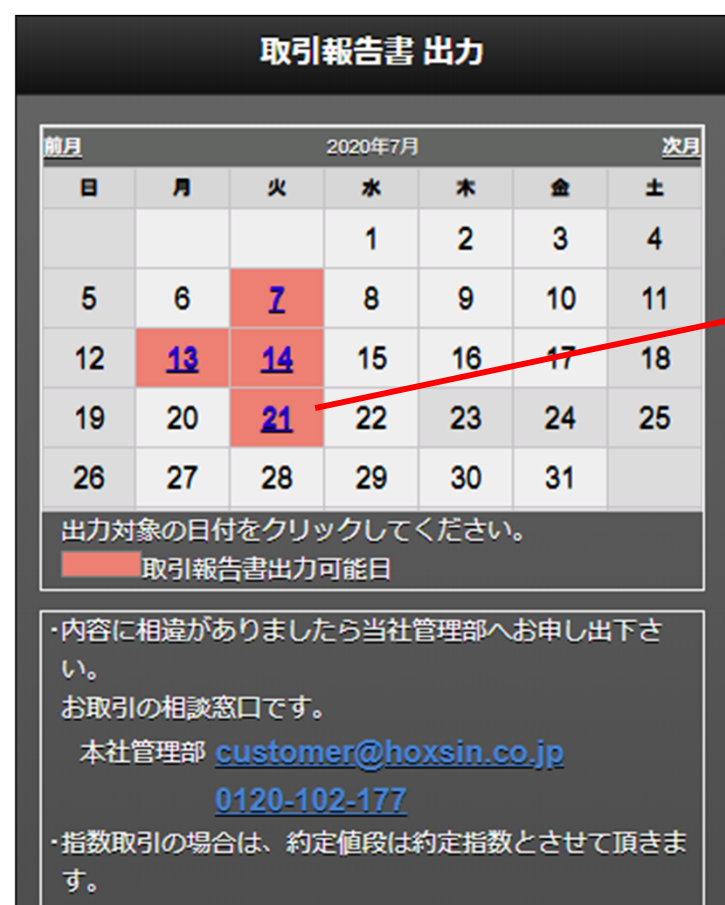 取引報告書 出力
前月 2020年7月 次月
日 月 火 水 木 金 土
1 2 3 4
5 6 7 8 9 10 11
12 13 14 15 16 17 18
19 20 21 22 23 24 25
26 27 28 29 30 31
出力対象の日付をクリックしてください。
取引報告書出力可能日
・内容に相違がありましたら当社管理部へお申し出下さ
い。
お取引の相談窓口です。
本社管理部 customer@hoxsin.co.jp
0120-102-177
・指数取引の場合は、約定値段は約定指数とさせて頂きま
す。